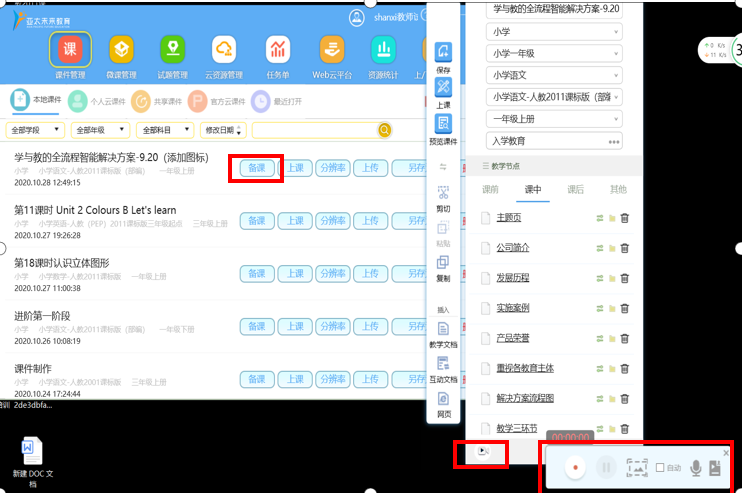 芯太未来教育
shanxi教师i
课
课件管理
微课管理
试题管理
云资源管理
任务单
Web云平台
资源统计
上
本地课件
个人云课件
共享课件
官方云课件
最近打开
全部学段
全部年级
全部科目
修改日期
学与教的全流程智能解决方案-9.20（添加图标）
小学 小学语文-人教2011课标版（部编） 一年级上册
2020.10.28 12:49:15
备课 上课 分辨率 上传 另存
第11课时 Unit 2 Colours B Let's learn
小学 小学英语-人教（PEP）2011课标版三年级起点 三年级上册
2020.10.27 19:26:28
备课 上课 分辨率 上传 另存
第18课时认识立体图形
小学 小学数学-人教2011课标版 一年级上册
2020.10.27 11:00:38
备课 上课 分辨率 上传 另存
进阶第一阶段
小学 小学语文-人教2011课标版（部编） 一年级下册
2020.10.26 10:08:19
备课 上课 分辨率 上传 另存
课件制作
小学 小学语文-人教2001课标版 三年级上册
2020.10.24 17:24:44
备课 上课 分辨率 上传 另存
培训 2de3dbfa...
新建 DOC 文
档
保存
上课
预览课件
剪切
粘贴
复制
插入
教学文档
互动文档
网页
学与教的全流程智能解决方案-9.20
小学
小学一年级
小学语文
小学语文-人教2011课标版（部编
一年级上册
入学教育
教学节点
课前 课中 课后 其他
主题页
公司简介
发展历程
实施案例
产品荣誉
重视各教育主体
解决方案流程图
教学三环节
00:00:00
自动
0 K/s
11 K/s
3